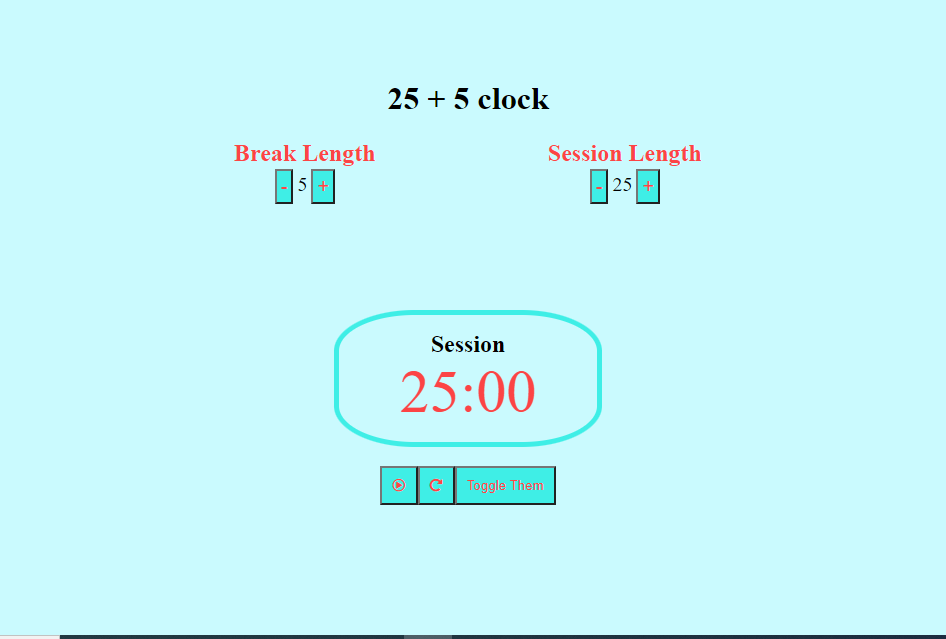 25 + 5 clock
Break Length
- 5 +
Session Length
- 25 +
Session
25:00
Toggle Them